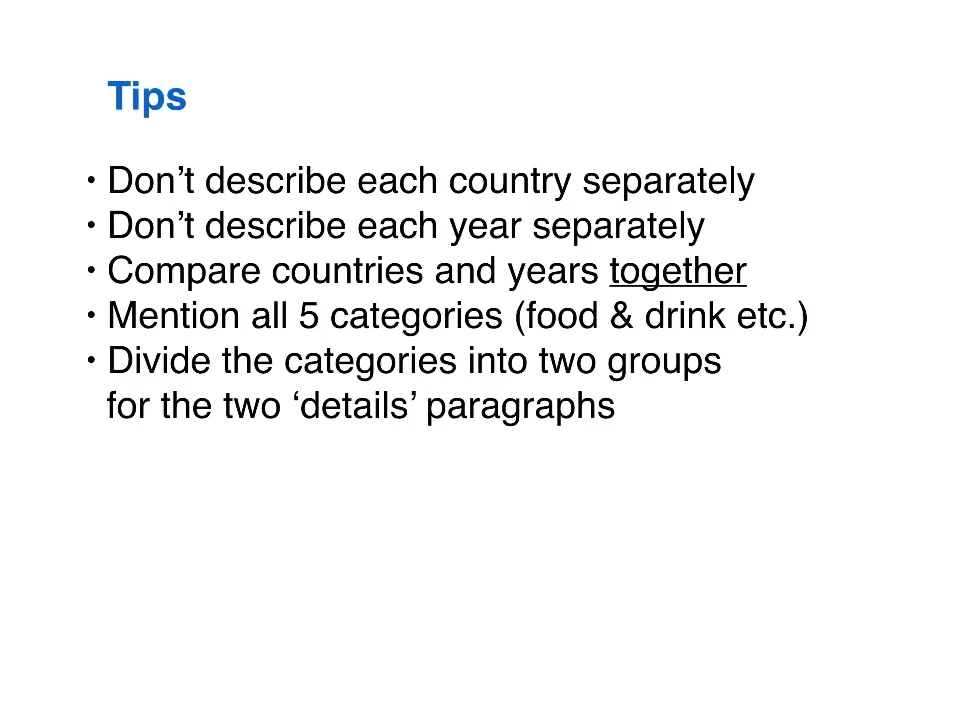 Tips
• Don’t describe each country separately
• Don’t describe each year separately
• Compare countries and years together
• Mention all 5 categories (food & drink etc.)
• Divide the categories into two groups
for the two ‘details’ paragraphs